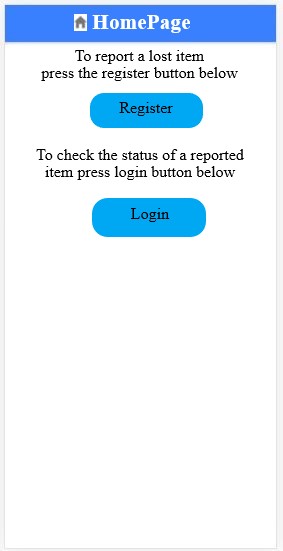 HomePage
To report a lost item
press the register button below
Register
To check the status of a reported
item press login button below
Login